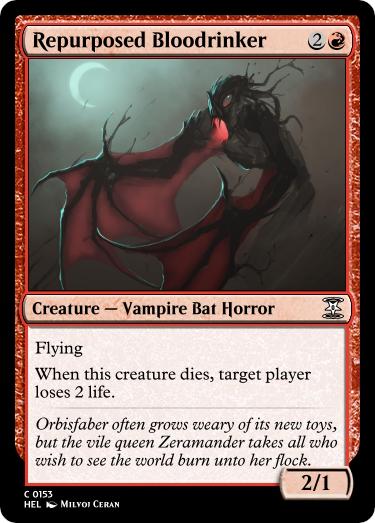 Repurposed Bloodrinker 2
Creature — Vampire Bat Horror
Flying
When this creature dies, target player
loses 2 life.
Orbisfaber often grows weary of its new toys,
but the vile queen Zeramander takes all who
wish to see the world burn unto her flock.
2/1
C 0153
HEL Milivoj Ceran